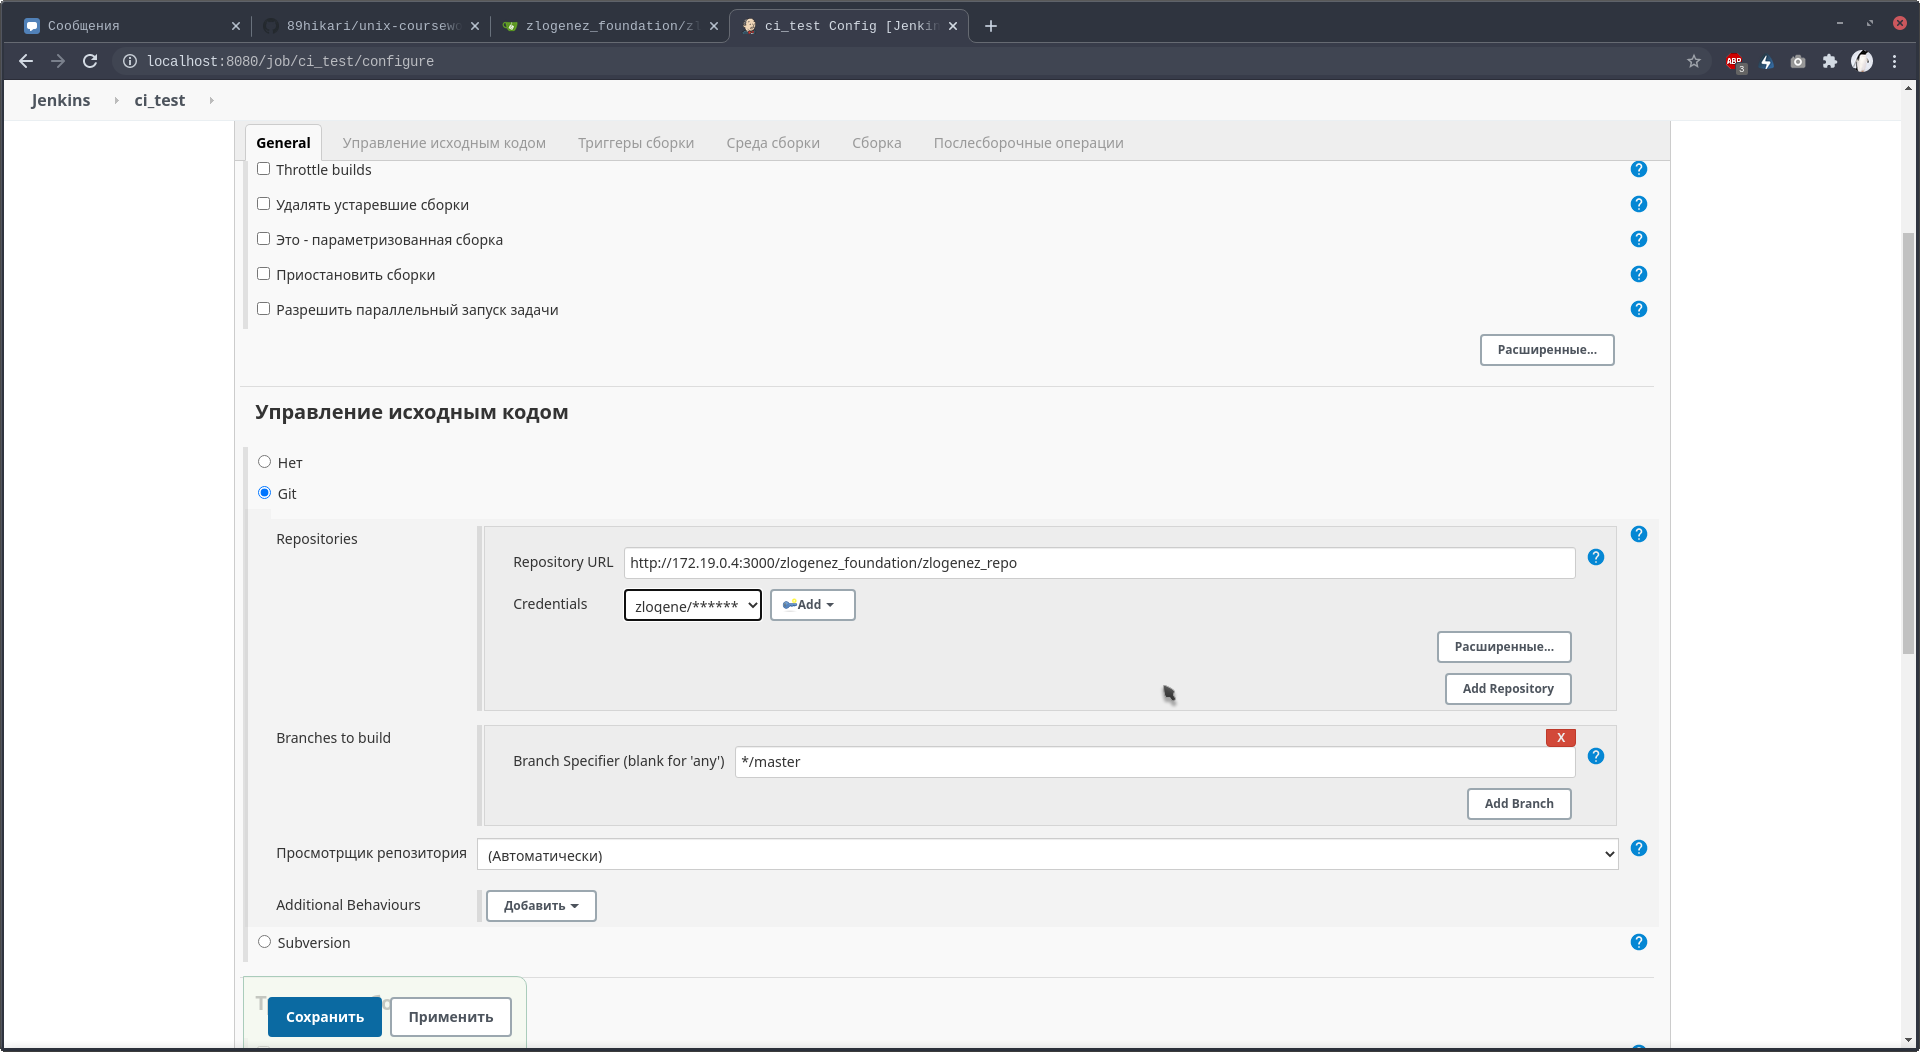 Сообщения
89hikari/unix-coursew
zlogenez_foundation/zl
ci_test Config [Jenkin
localhost:8080/job/ci_test/configure
ABP
3
Jenkins
ci_test
General
Управление исходным кодом
Триггеры сборки
Среда сборки
Сборка
Послесборочные операции
Throttle builds
Удалять устаревшие сборки
Это - параметризованная сборка
Приостановить сборки
Разрешить параллельный запуск задачи
Расширенные...
Управление исходным кодом
Нет
Git
Repositories
Repository URL
http://172.19.0.4:3000/zlogenez_foundation/zlogenez_repo
Credentials
zlogene/******
Add
Расширенные...
Add Repository
Branches to build
X
Branch Specifier (blank for 'any')
*/master
Add Branch
Просмотрщик репозитория
(Автоматически)
Additional Behaviours
Добавить
Subversion
Сохранить
Применить